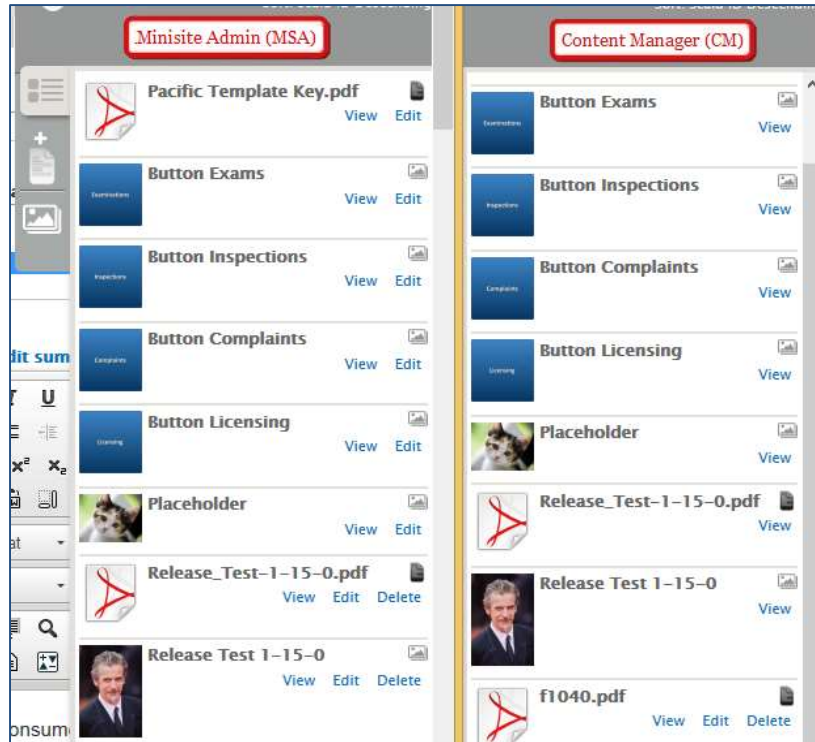 Minisite Admin (MSA)
Pacific Template Key.pdf
View Edit
Examinations
Button Exams
View Edit
Inspections
Button Inspections
View Edit
Complaints
Button Complaints
View Edit
Licensing
Button Licensing
View Edit
Placeholder
View Edit
Release_Test-1-15-0.pdf
View Edit Delete
Release Test 1-15-0
View Edit Delete
dit sum
U
x² x₂
at
onsum
Content Manager (CM)
Examinations
Button Exams
View
Inspections
Button Inspections
View
Complaints
Button Complaints
View
Licensing
Button Licensing
View
Placeholder
View
Release_Test-1-15-0.pdf
View
Release Test 1-15-0
View
f1040.pdf
View Edit Delete